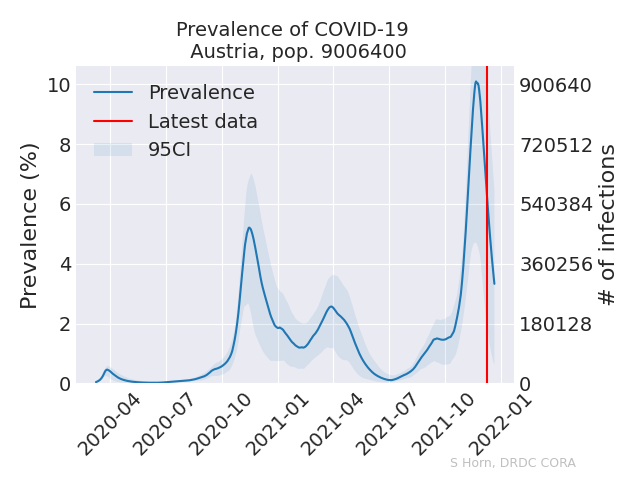 Prevalence of COVID-19
Austria, pop. 9006400
Prevalence (%)
10
8
6
4
2
0
Prevalence
Latest data
95CI
900640
720512
540384
360256
180128
0
# of infections
2020-04
2020-07
2020-10
2021-01
2021-04
2021-07
2021-10
2022-01
S Horn, DRDC CORA